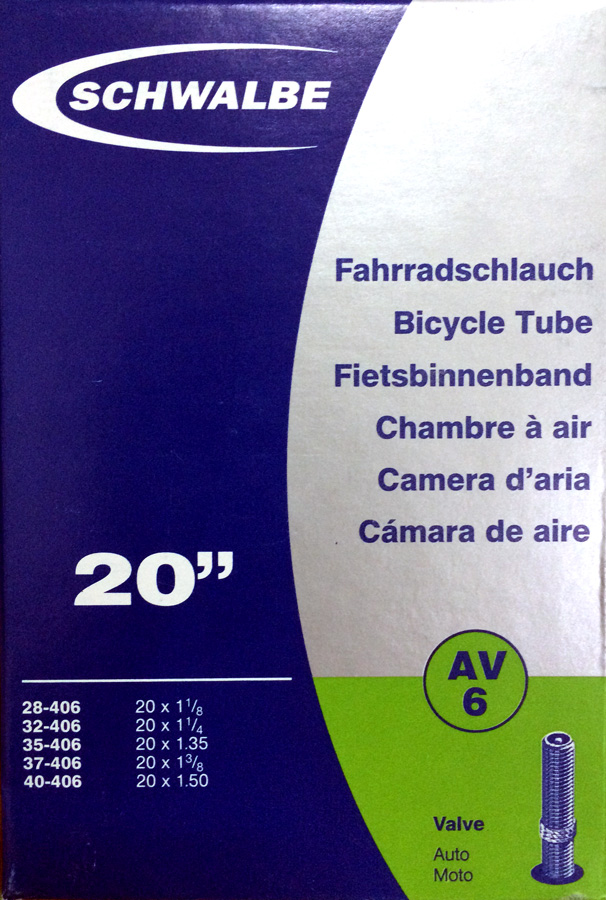 SCHWALBE
Fahrradschlauch
Bicycle Tube
Fietsbinnenband
Chambre à air
Camera d’aria
Cámara de aire
20”
28-406 20 x 1 1/8
32-406 20 x 1 1/4
35-406 20 x 1.35
37-406 20 x 1 3/8
40-406 20 x 1.50
AV
6
Valve
Auto
Moto